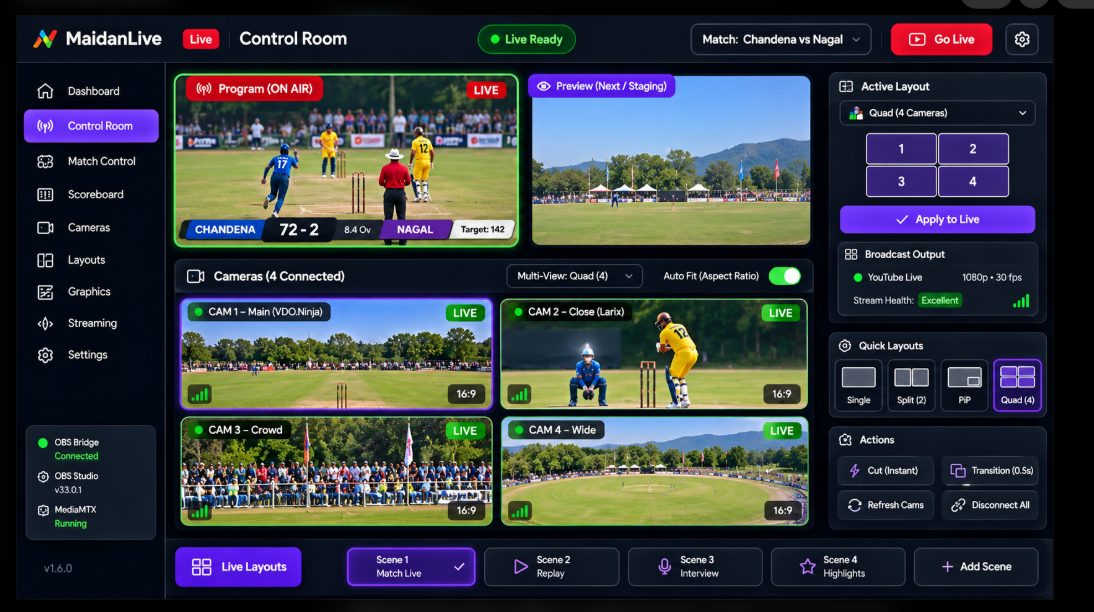 MaidanLive
Live
Control Room
Live Ready
Match: Chandena vs Nagal
Go Live
Dashboard
Control Room
Match Control
Scoreboard
Cameras
Layouts
Graphics
Streaming
Settings
OBS Bridge
Connected
OBS Studio
v33.0.1
MediaMTX
Running
v1.6.0
Program (ON AIR)
LIVE
17
12
CHANDENA
72 - 2
8.4 Ov
NAGAL
Target: 142
Preview (Next / Staging)
Cameras (4 Connected)
Multi-View: Quad (4)
Auto Fit (Aspect Ratio)
CAM 1 – Main (VDO.Ninja)
LIVE
16:9
CAM 2 – Close (Larix)
LIVE
12
16:9
CAM 3 – Crowd
LIVE
16:9
CAM 4 – Wide
LIVE
16:9
Active Layout
Quad (4 Cameras)
1
2
3
4
Apply to Live
Broadcast Output
YouTube Live
1080p • 30 fps
Stream Health: Excellent
Quick Layouts
Single
Split (2)
PiP
Quad (4)
Actions
Cut (Instant)
Transition (0.5s)
Refresh Cams
Disconnect All
Live Layouts
Scene 1
Match Live
Scene 2
Replay
Scene 3
Interview
Scene 4
Highlights
Add Scene